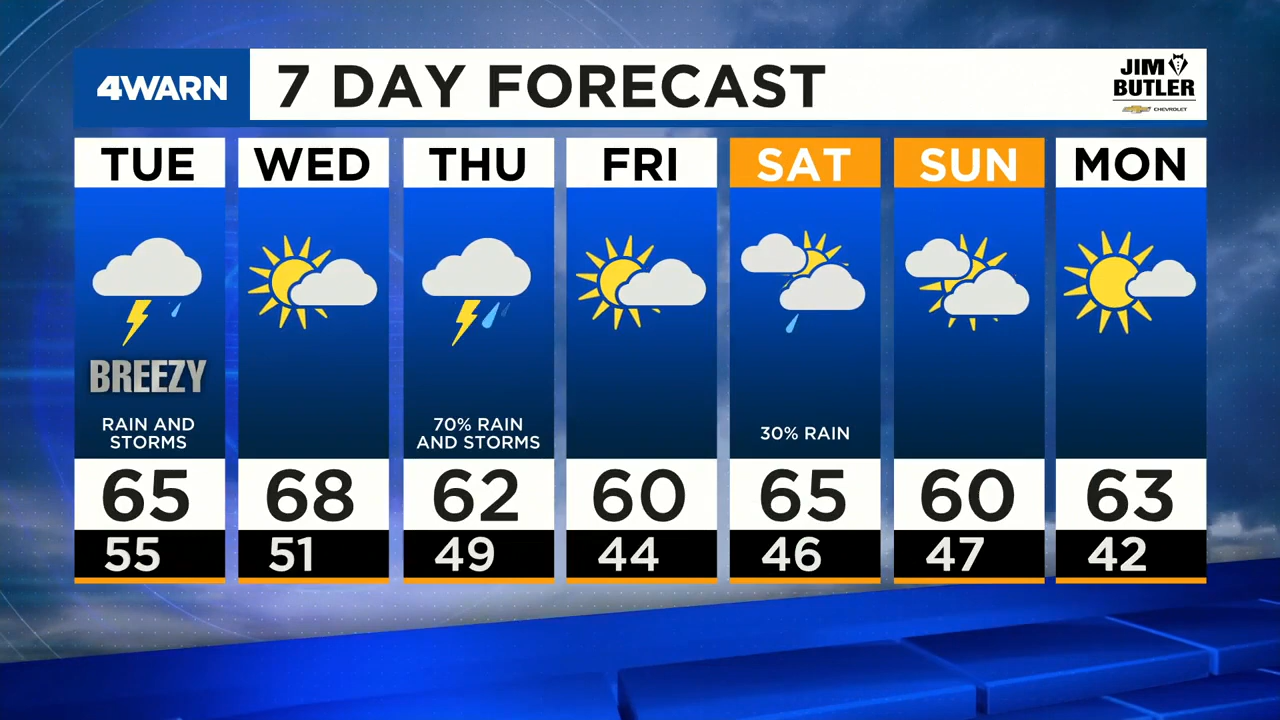 4WARN
7 DAY FORECAST
JIM
BUTLER
CHEVROLET
TUE
WED
THU
FRI
SAT
SUN
MON
BREEZY
RAIN AND
STORMS
70% RAIN
AND STORMS
30% RAIN
65
68
62
60
65
60
63
55
51
49
44
46
47
42